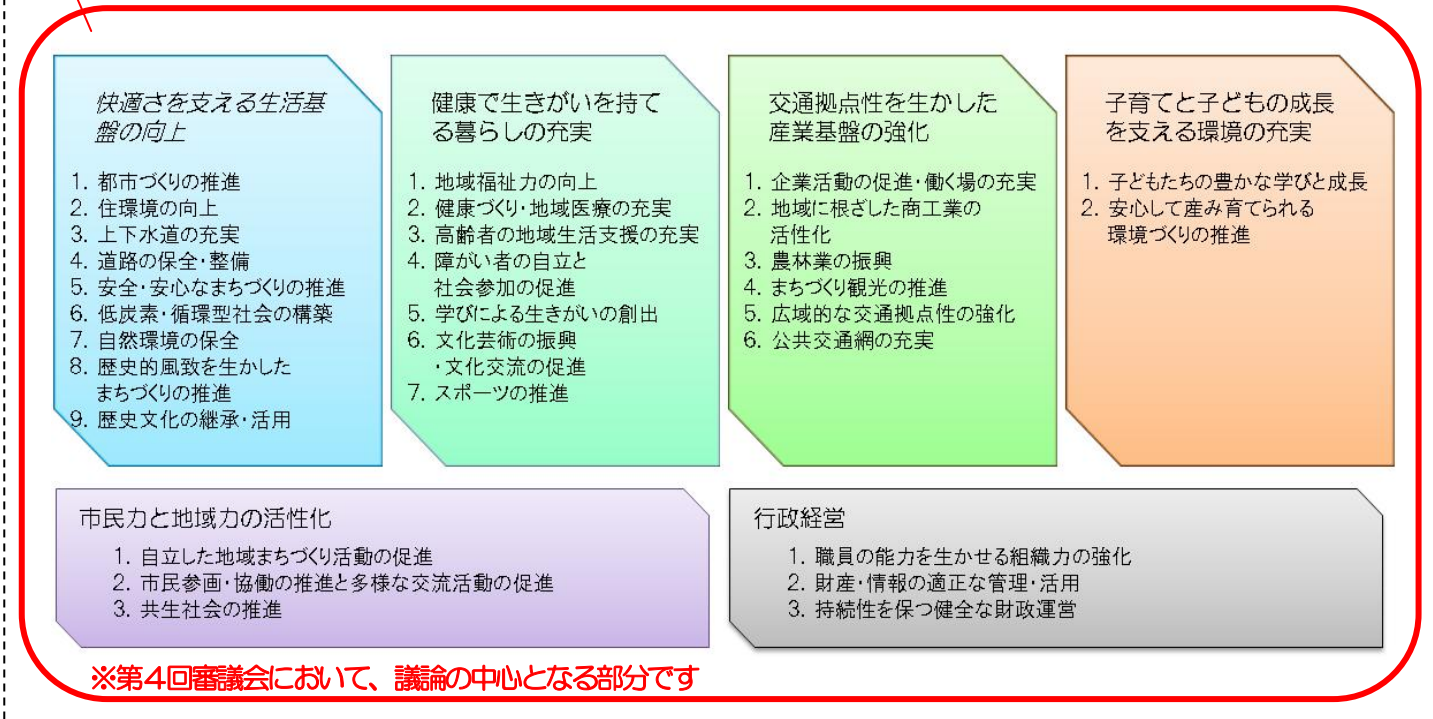 快適さを支える生活基
盤の向上
1. 都市づくりの推進
2. 住環境の向上
3. 上下水道の充実
4. 道路の保全・整備
5. 安全・安心なまちづくりの推進
6. 低炭素・循環型社会の構築
7. 自然環境の保全
8. 歴史的風致を生かした
まちづくりの推進
9. 歴史文化の継承・活用
健康で生きがいを持て
る暮らしの充実
1. 地域福祉力の向上
2. 健康づくり・地域医療の充実
3. 高齢者の地域生活支援の充実
4. 障がい者の自立と
社会参加の促進
5. 学びによる生きがいの創出
6. 文化芸術の振興
・文化交流の促進
7. スポーツの推進
交通拠点性を生かした
産業基盤の強化
1. 企業活動の促進・働く場の充実
2. 地域に根ざした商工業の
活性化
3. 農林業の振興
4. まちづくり観光の推進
5. 広域的な交通拠点性の強化
6. 公共交通網の充実
子育てと子どもの成長
を支える環境の充実
1. 子どもたちの豊かな学びと成長
2. 安心して産み育てられる
環境づくりの推進
市民力と地域力の活性化
1. 自立した地域まちづくり活動の促進
2. 市民参画・協働の推進と多様な交流活動の促進
3. 共生社会の推進
行政経営
1. 職員の能力を生かせる組織力の強化
2. 財産・情報の適正な管理・活用
3. 持続性を保つ健全な財政運営
※第4回審議会において、議論の中心となる部分です